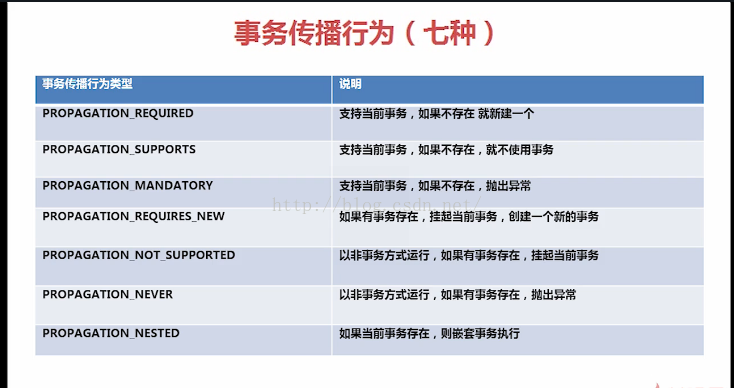 事务传播行为（七种）
事务传播行为类型 说明
PROPAGATION_REQUIRED 支持当前事务，如果不存在 就新建一个
PROPAGATION_SUPPORTS 支持当前事务，如果不存在，就不使用事务
PROPAGATION_MANDATORY 支持当前事务，如果不存在，抛出异常
http://blog.csdn.net/
PROPAGATION_REQUIRES_NEW 如果有事务存在，挂起当前事务，创建一个新的事务
PROPAGATION_NOT_SUPPORTED 以非事务方式运行，如果有事务存在，挂起当前事务
PROPAGATION_NEVER 以非事务方式运行，如果有事务存在，抛出异常
PROPAGATION_NESTED 如果当前事务存在，则嵌套事务执行